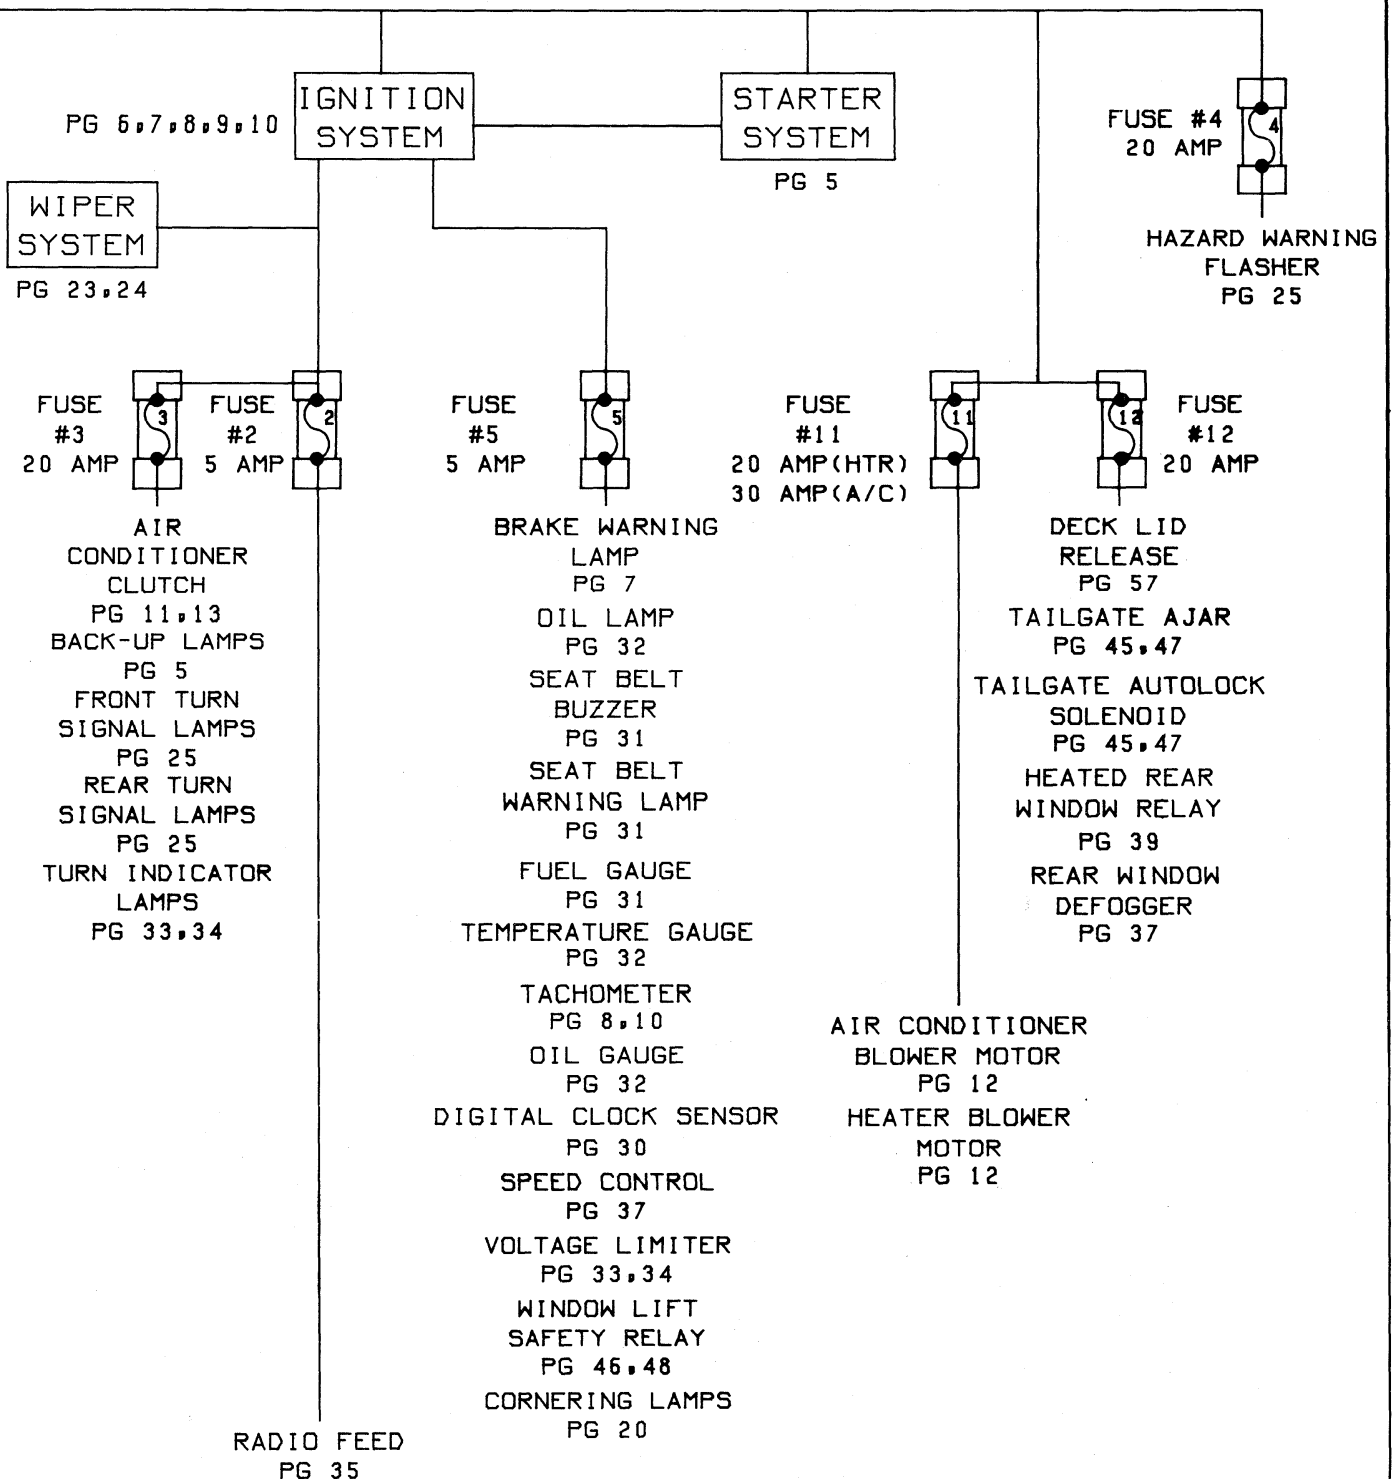 IGNITION
SYSTEM
PG 6,7,8,9,10
STARTER
SYSTEM
PG 5
FUSE #4
20 AMP
4
HAZARD WARNING
FLASHER
PG 25
WIPER
SYSTEM
PG 23,24
FUSE
#3
20 AMP
3
FUSE
#2
5 AMP
2
FUSE
#5
5 AMP
5
FUSE
#11
20 AMP(HTR)
30 AMP(A/C)
11
12
FUSE
#12
20 AMP
AIR
CONDITIONER
CLUTCH
PG 11,13
BACK-UP LAMPS
PG 5
FRONT TURN
SIGNAL LAMPS
PG 25
REAR TURN
SIGNAL LAMPS
PG 25
TURN INDICATOR
LAMPS
PG 33,34
RADIO FEED
PG 35
BRAKE WARNING
LAMP
PG 7
OIL LAMP
PG 32
SEAT BELT
BUZZER
PG 31
SEAT BELT
WARNING LAMP
PG 31
FUEL GAUGE
PG 31
TEMPERATURE GAUGE
PG 32
TACHOMETER
PG 8,10
OIL GAUGE
PG 32
DIGITAL CLOCK SENSOR
PG 30
SPEED CONTROL
PG 37
VOLTAGE LIMITER
PG 33,34
WINDOW LIFT
SAFETY RELAY
PG 46,48
CORNERING LAMPS
PG 20
AIR CONDITIONER
BLOWER MOTOR
PG 12
HEATER BLOWER
MOTOR
PG 12
DECK LID
RELEASE
PG 57
TAILGATE AJAR
PG 45,47
TAILGATE AUTOLOCK
SOLENOID
PG 45,47
HEATED REAR
WINDOW RELAY
PG 39
REAR WINDOW
DEFOGGER
PG 37